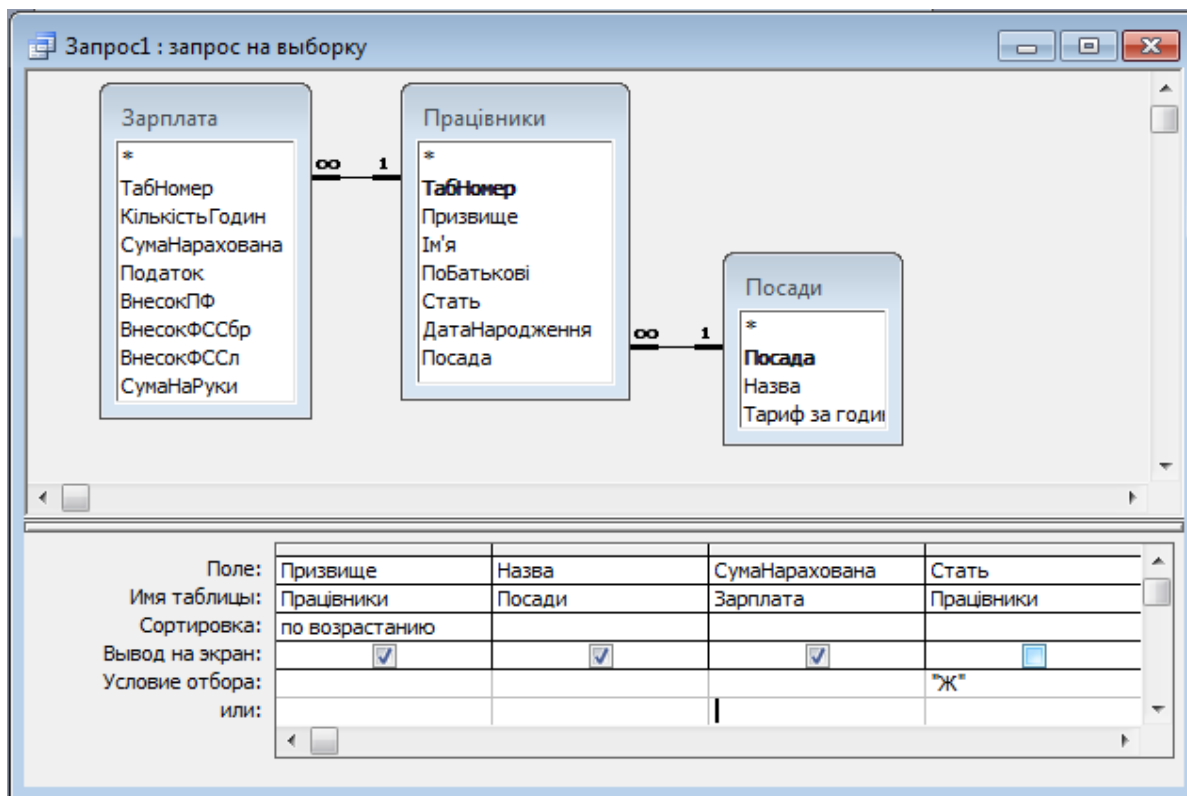 Запрос1 : запрос на выборку
Зарплата
*
ТабНомер
КількістьГодин
СумаНарахована
Податок
ВнесокПФ
ВнесокФССбр
ВнесокФССл
СумаНаРуки
∞ 1
Працівники
*
ТабНомер
Призвище
Ім'я
ПоБатькові
Стать
ДатаНародження
Посада
∞ 1
Посади
*
Посада
Назва
Тариф за годин
Поле: Призвище Назва СумаНарахована Стать
Имя таблицы: Працівники Посади Зарплата Працівники
Сортировка: по возрастанию
Вывод на экран:
Условие отбора: "Ж"
или: